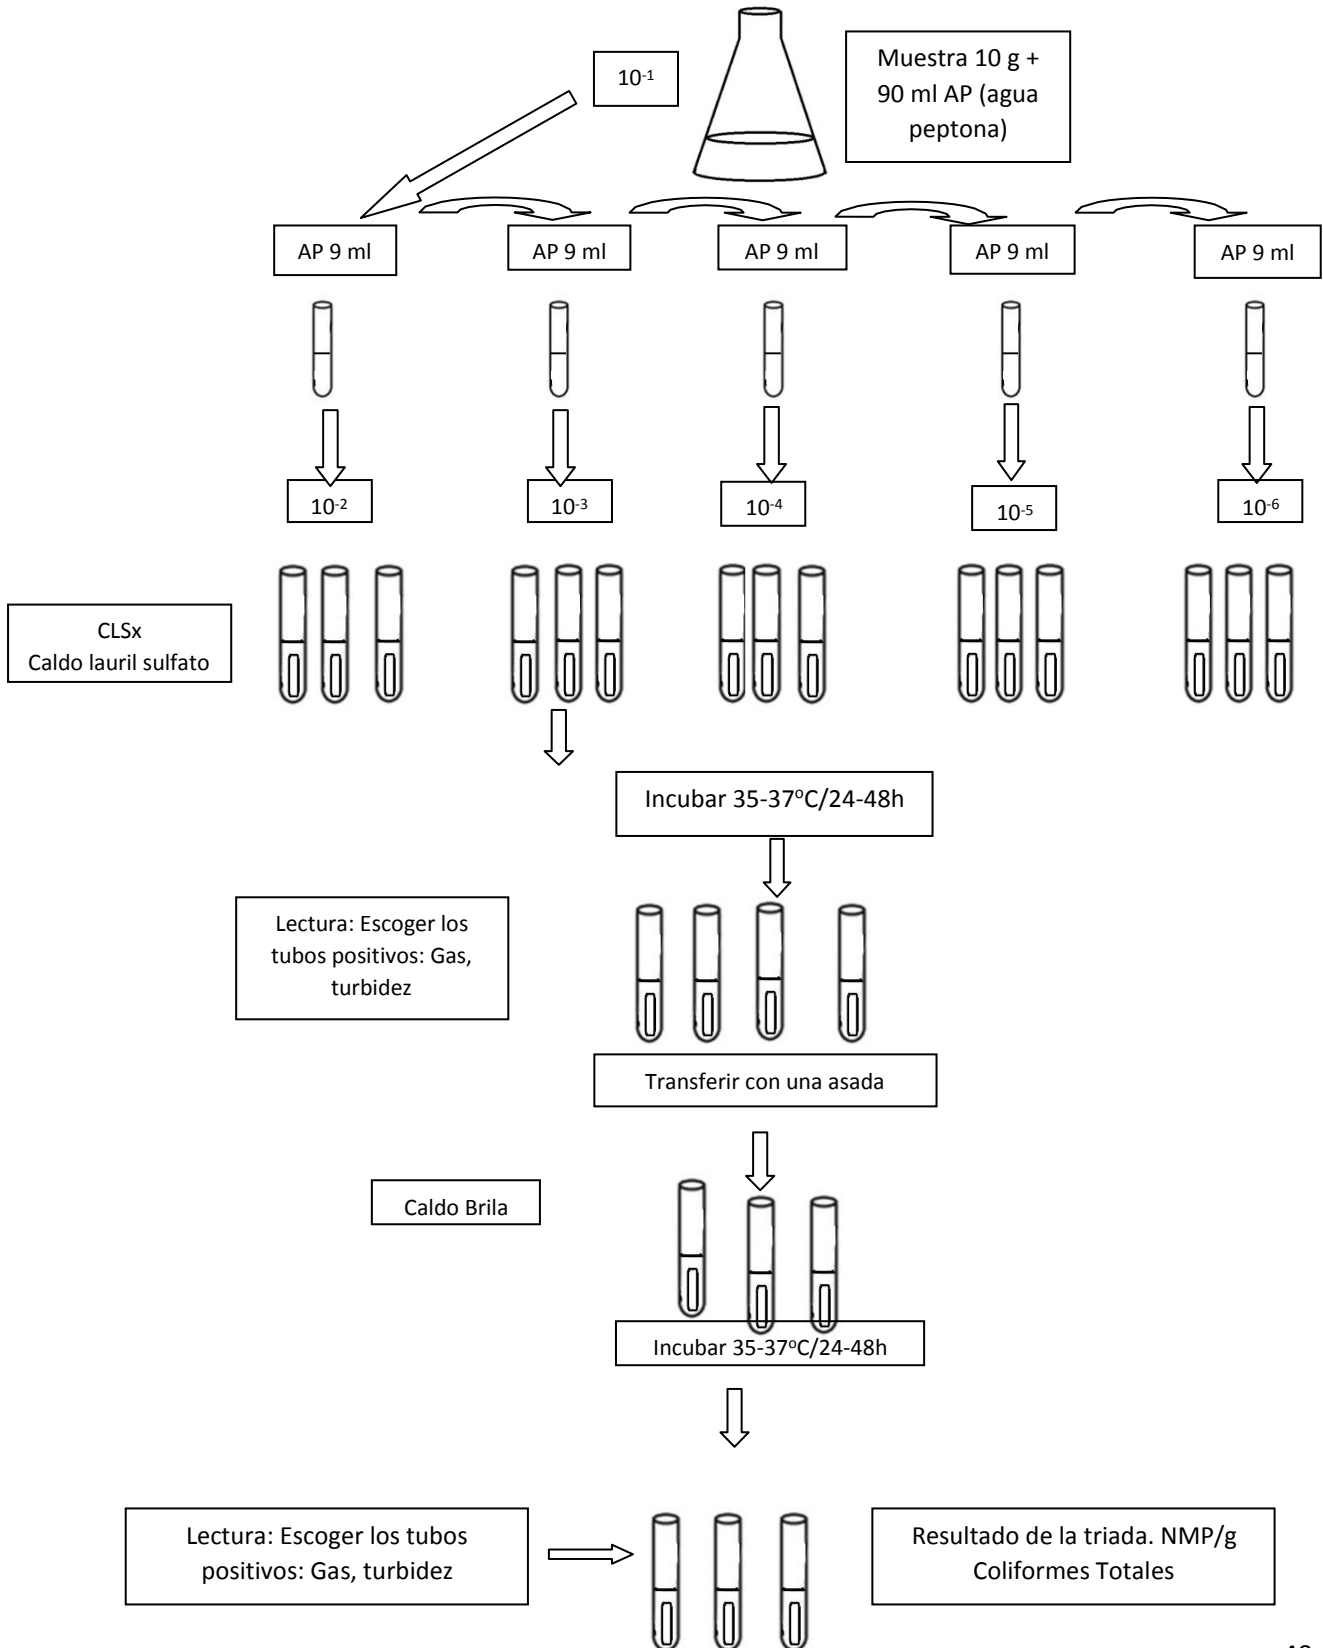 10⁻¹
Muestra 10 g +
90 ml AP (agua
peptona)
AP 9 ml
AP 9 ml
AP 9 ml
AP 9 ml
AP 9 ml
10⁻²
10⁻³
10⁻⁴
10⁻⁵
10⁻⁶
CLSx
Caldo lauril sulfato
Incubar 35-37ºC/24-48h
Lectura: Escoger los
tubos positivos: Gas,
turbidez
Transferir con una asada
Caldo Brila
Incubar 35-37ºC/24-48h
Lectura: Escoger los tubos
positivos: Gas, turbidez
Resultado de la triada. NMP/g
Coliformes Totales